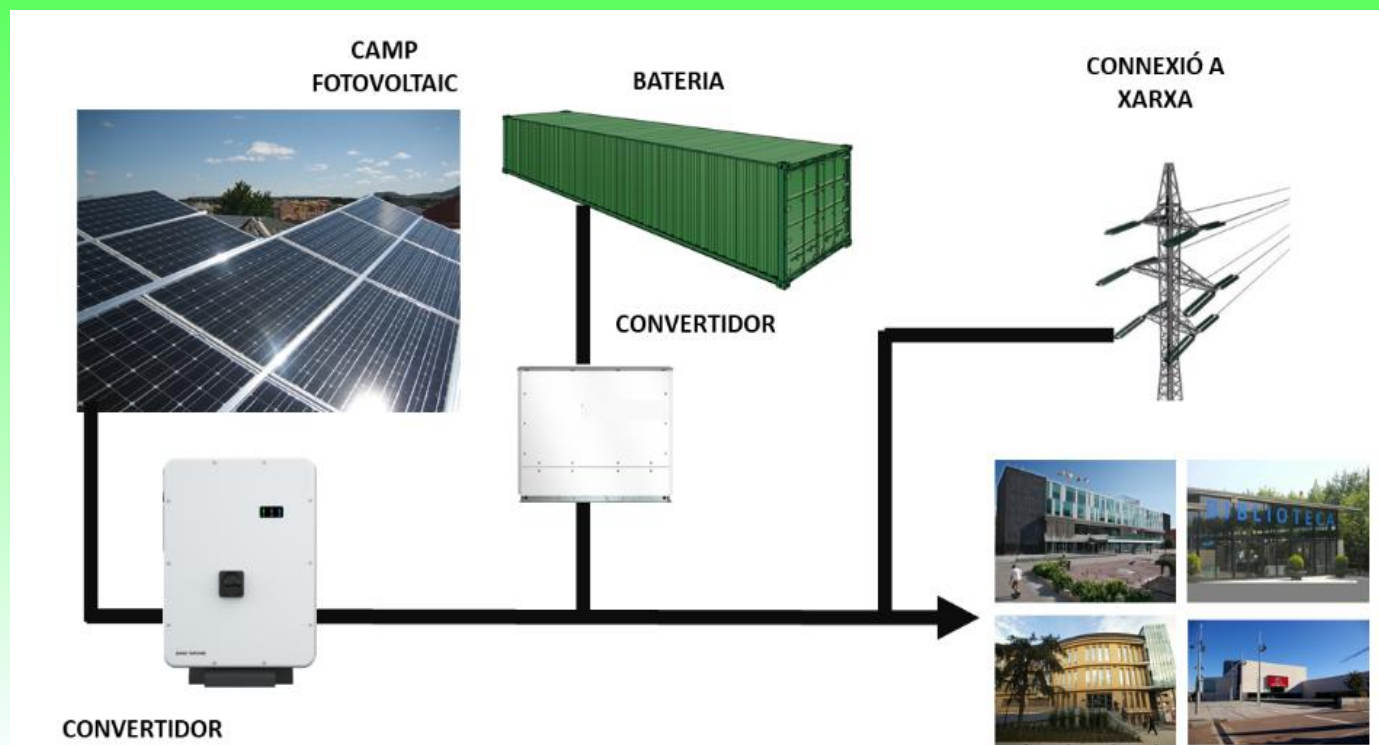 CAMP
FOTOVOLTAIC
BATERIA
CONNEXIÓ A
XARXA
CONVERTIDOR
BIBLIOTECA
CONVERTIDOR